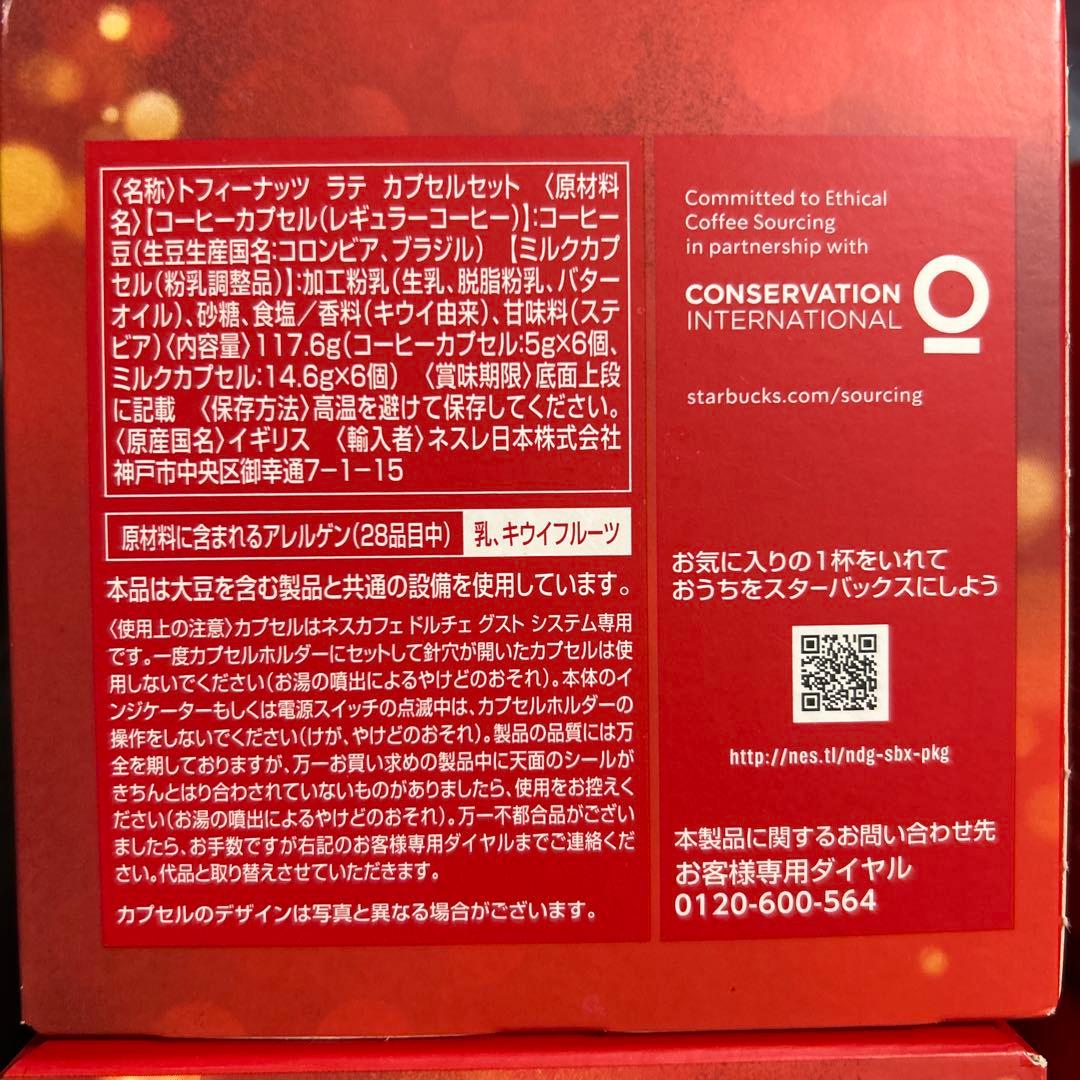 〈名称〉トフィーナッツ ラテ カプセルセット 〈原材料
名〉【コーヒーカプセル（レギュラーコーヒー）】：コーヒー
豆（生豆生産国名：コロンビア、ブラジル） 【ミルクカプ
セル（粉乳調整品）】：加工粉乳（生乳、脱脂粉乳、バター
オイル）、砂糖、食塩／香料（キウイ由来）、甘味料（ステ
ビア）〈内容量〉117.6g（コーヒーカプセル：5g×6個、
ミルクカプセル：14.6g×6個） 〈賞味期限〉底面上段
に記載 〈保存方法〉高温を避けて保存してください。
〈原産国名〉イギリス 〈輸入者〉ネスレ日本株式会社
神戸市中央区御幸通7－1－15
原材料に含まれるアレルゲン（28品目中） 乳、キウイフルーツ
本品は大豆を含む製品と共通の設備を使用しています。
〈使用上の注意〉カプセルはネスカフェ ドルチェ グスト システム専用
です。一度カプセルホルダーにセットして針穴が開いたカプセルは使
用しないでください（お湯の噴出によるやけどのおそれ）。本体のイ
ンジケーターもしくは電源スイッチの点滅中は、カプセルホルダーの
操作をしないでください（けが、やけどのおそれ）。製品の品質には万
全を期しておりますが、万一お買い求めの製品中に天面のシールが
きちんとはり合わされていないものがありましたら、使用をお控えく
ださい（お湯の噴出によるやけどのおそれ）。万一不都合品がござい
ましたら、お手数ですが右記のお客様専用ダイヤルまでご連絡くだ
さい。代品と取り替えさせていただきます。
カプセルのデザインは写真と異なる場合がございます。
Committed to Ethical
Coffee Sourcing
in partnership with
CONSERVATION
INTERNATIONAL
starbucks.com/sourcing
お気に入りの1杯をいれて
おうちをスターバックスにしよう
http://nes.tl/ndg-sbx-pkg
本製品に関するお問い合わせ先
お客様専用ダイヤル
0120-600-564